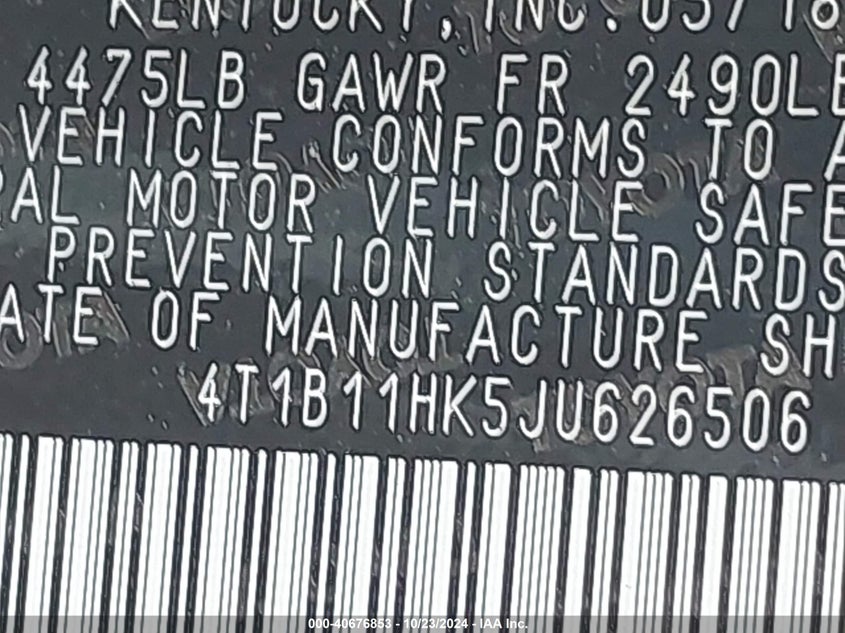 KENTUCKY, INC. 05/18
4475LB GAWR FR 2490LB
VEHICLE CONFORMS TO A
RAL MOTOR VEHICLE SAFE
PREVENTION STANDARDS
ATE OF MANUFACTURE SH
4T1B11HK5JU626506
000-40676853 - 10/23/2024 - IAA Inc.